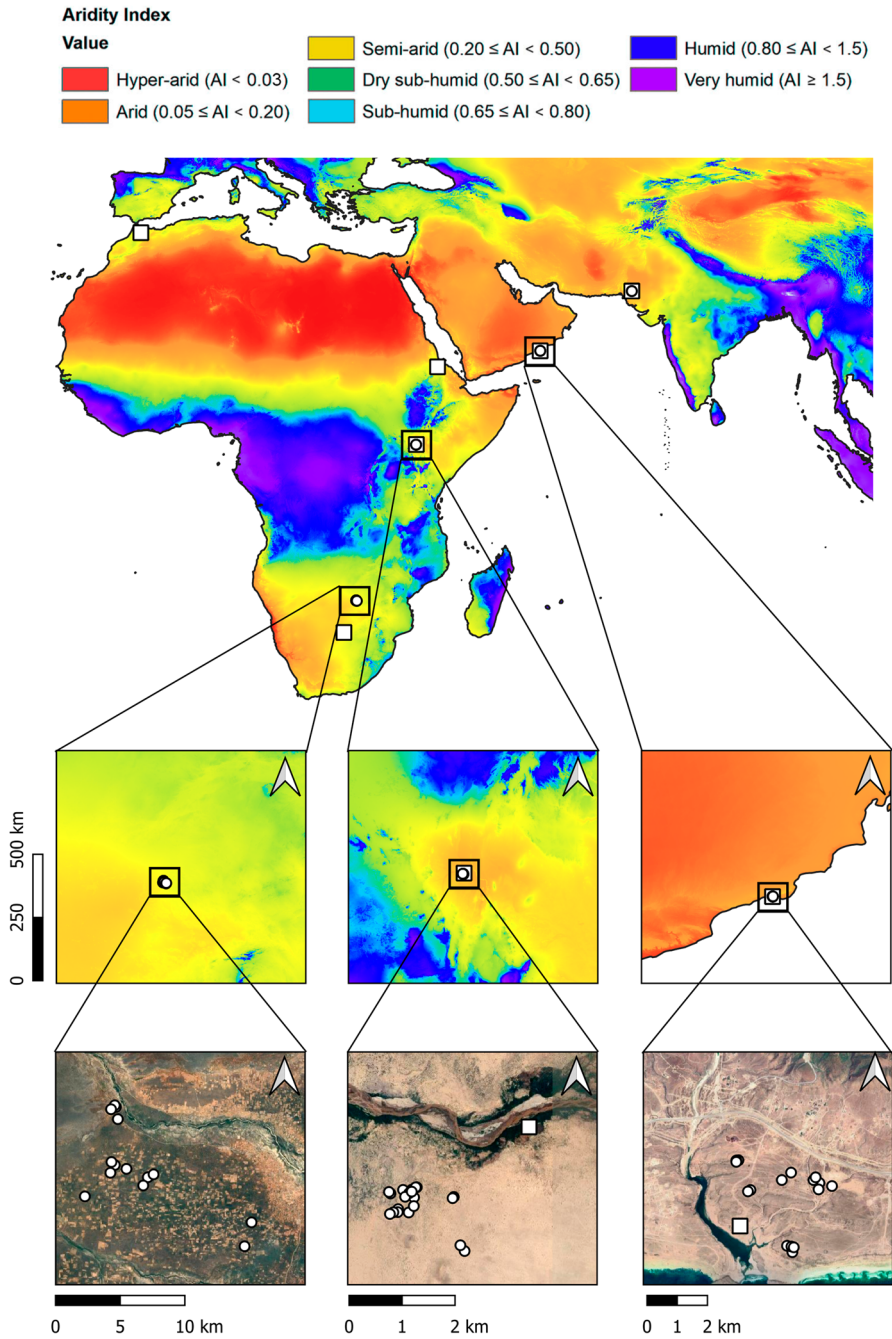 Aridity Index
Value
Hyper-arid (AI < 0.03)
Arid (0.05 ≤ AI < 0.20)
Semi-arid (0.20 ≤ AI < 0.50)
Dry sub-humid (0.50 ≤ AI < 0.65)
Sub-humid (0.65 ≤ AI < 0.80)
Humid (0.80 ≤ AI < 1.5)
Very humid (AI ≥ 1.5)
0 250 500 km
0 5 10 km
0 1 2 km
0 1 2 km